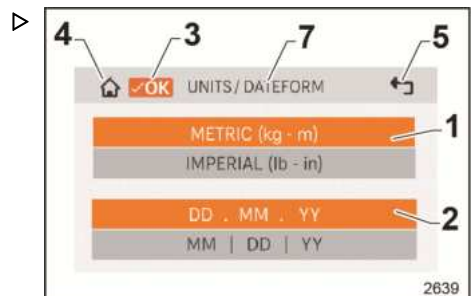 4 3 7 5
✓OK UNITS / DATEFORM
METRIC (kg - m)
1
IMPERIAL (lb - in)
DD . MM . YY
2
MM | DD | YY
2639